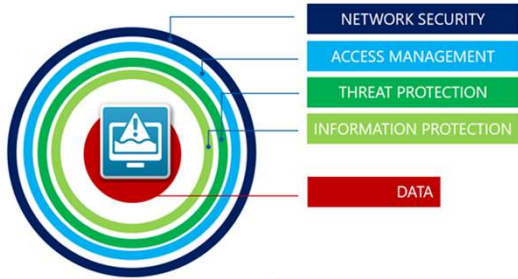 NETWORK SECURITY
ACCESS MANAGEMENT
THREAT PROTECTION
INFORMATION PROTECTION
DATA